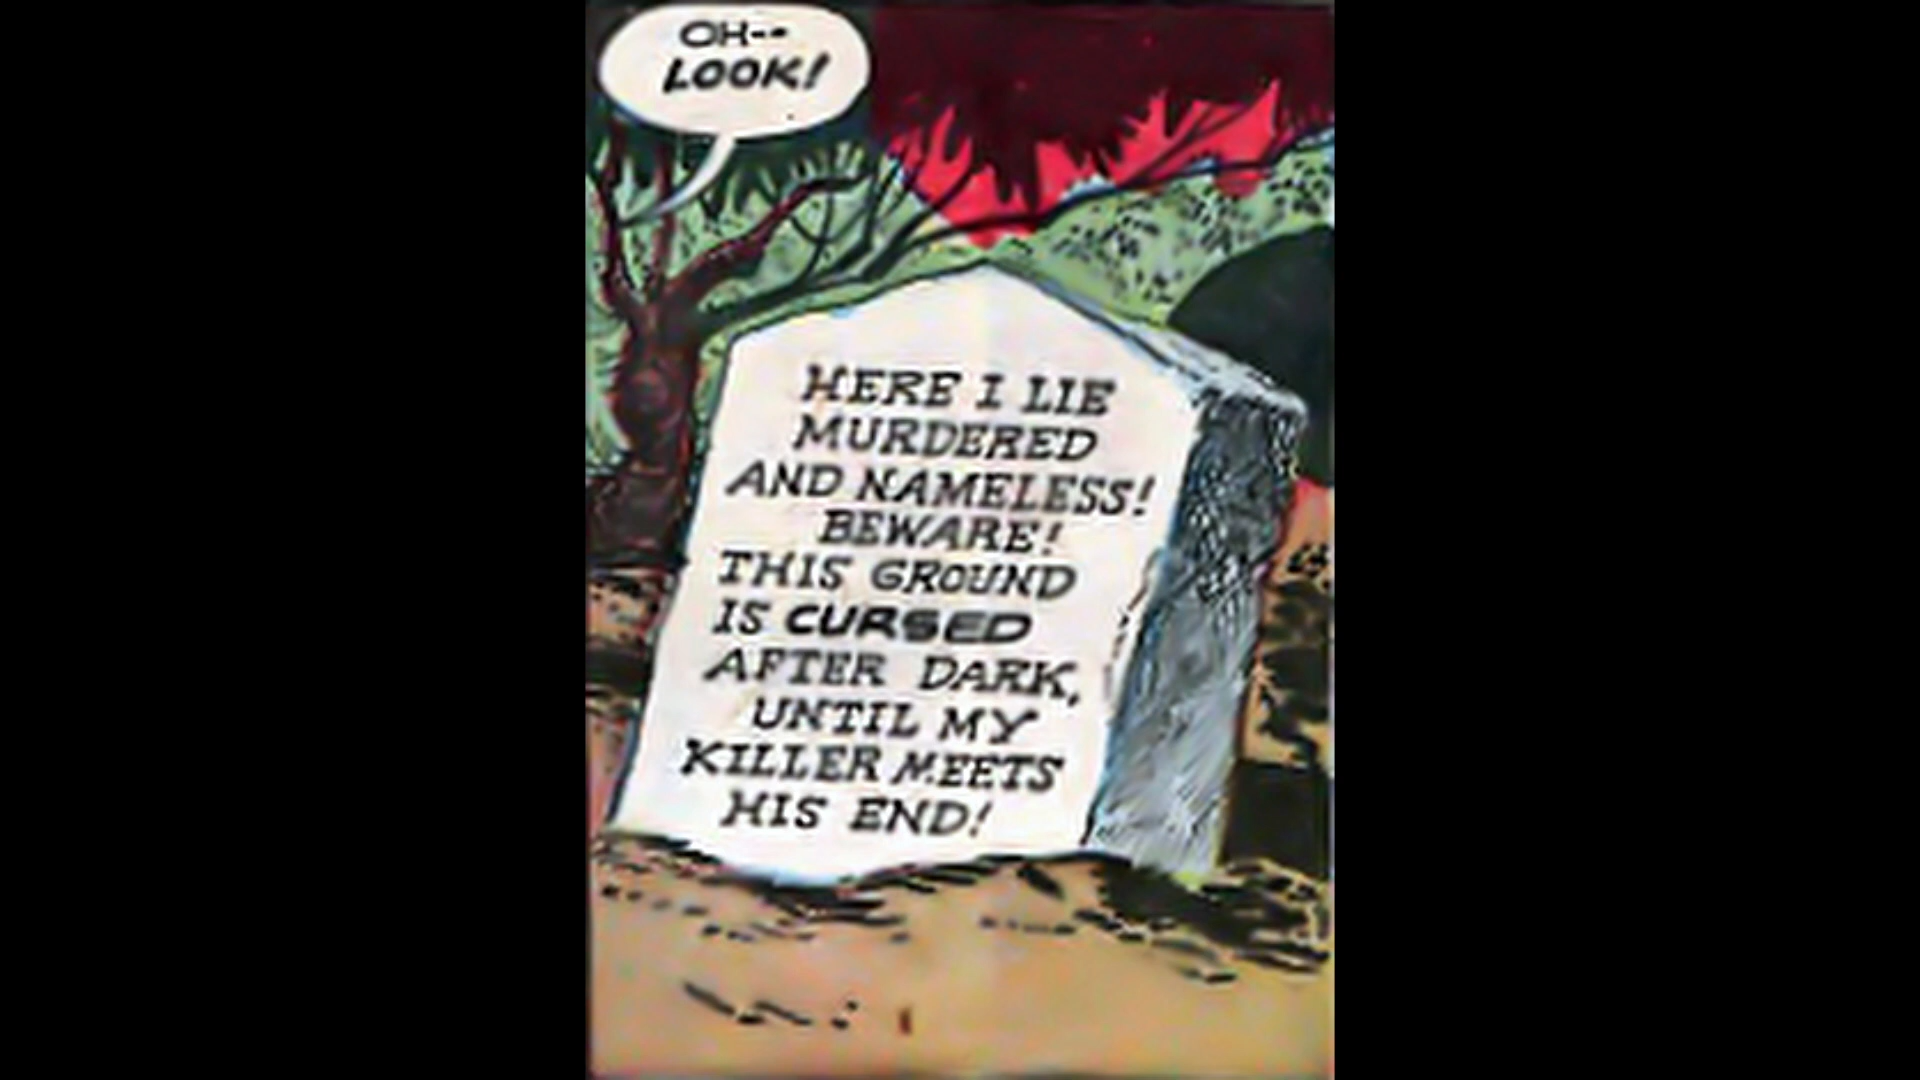 OH--
LOOK!
HERE I LIE
MURDERED
AND NAMELESS!
BEWARE!
THIS GROUND
IS CURSED
AFTER DARK,
UNTIL MY
KILLER MEETS
HIS END!